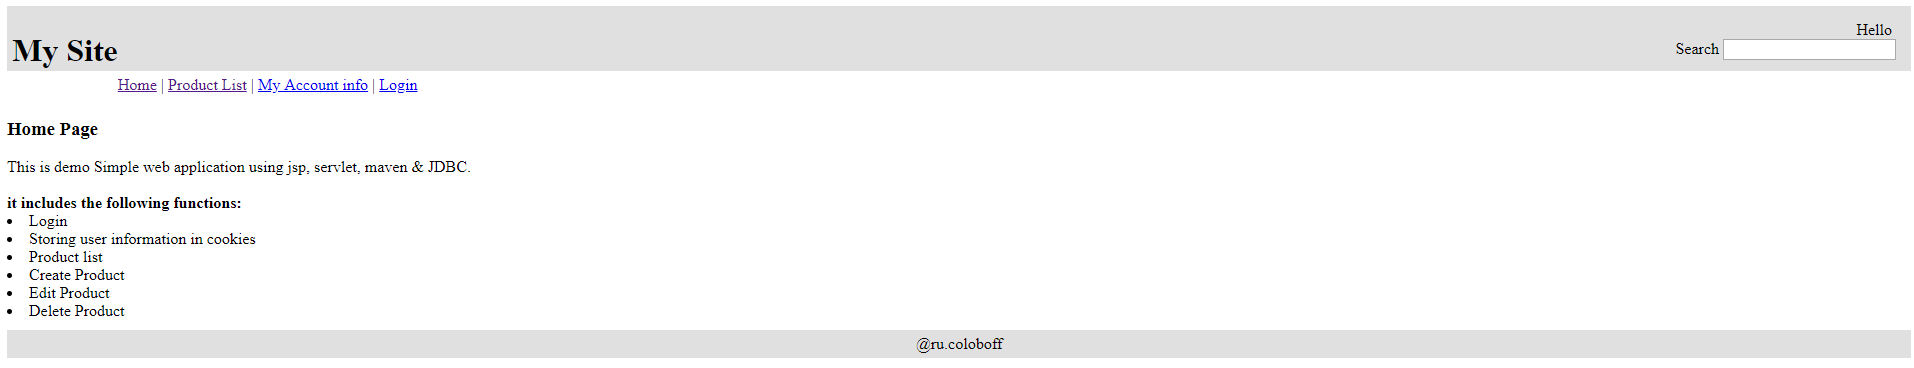 Hello
My Site
Search
Home | Product List | My Account info | Login
Home Page
This is demo Simple web application using jsp, servlet, maven & JDBC.
it includes the following functions:
• Login
• Storing user information in cookies
• Product list
• Create Product
• Edit Product
• Delete Product
@ru.coloboff